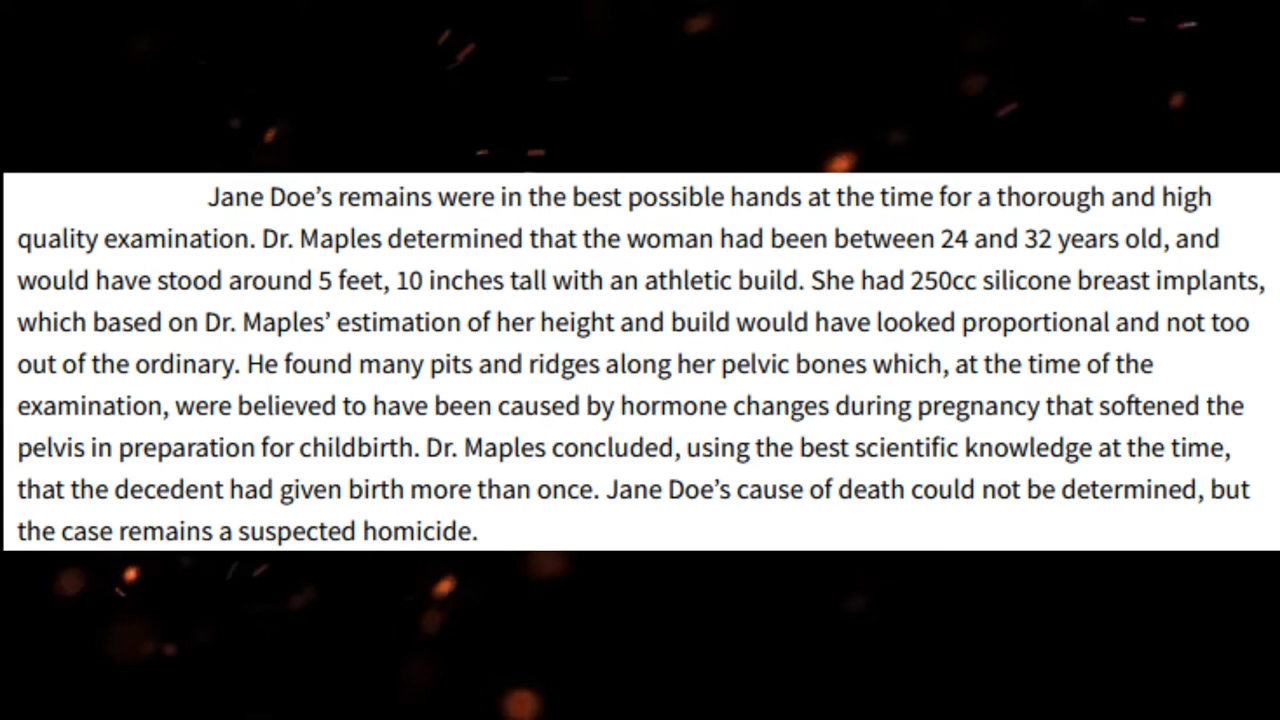 Jane Doe’s remains were in the best possible hands at the time for a thorough and high
quality examination. Dr. Maples determined that the woman had been between 24 and 32 years old, and
would have stood around 5 feet, 10 inches tall with an athletic build. She had 250cc silicone breast implants,
which based on Dr. Maples’ estimation of her height and build would have looked proportional and not too
out of the ordinary. He found many pits and ridges along her pelvic bones which, at the time of the
examination, were believed to have been caused by hormone changes during pregnancy that softened the
pelvis in preparation for childbirth. Dr. Maples concluded, using the best scientific knowledge at the time,
that the decedent had given birth more than once. Jane Doe’s cause of death could not be determined, but
the case remains a suspected homicide.